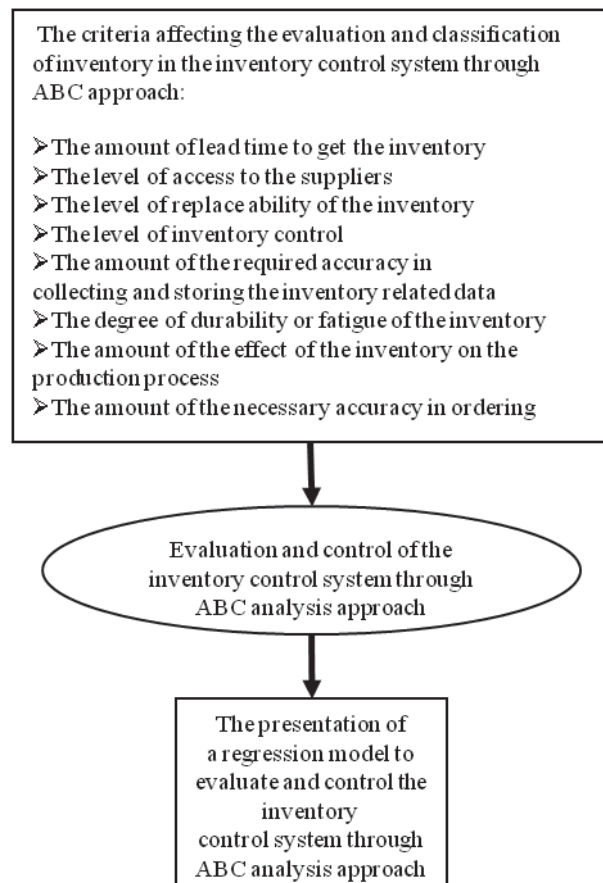 The criteria affecting the evaluation and classification
of inventory in the inventory control system through
ABC approach:
➢The amount of lead time to get the inventory
➢The level of access to the suppliers
➢The level of replace ability of the inventory
➢The level of inventory control
➢The amount of the required accuracy in
collecting and storing the inventory related data
➢The degree of durability or fatigue of the inventory
➢The amount of the effect of the inventory on the
production process
➢The amount of the necessary accuracy in ordering
Evaluation and control of the
inventory control system through
ABC analysis approach
The presentation of
a regression model to
evaluate and control the
inventory
control system through
ABC analysis approach